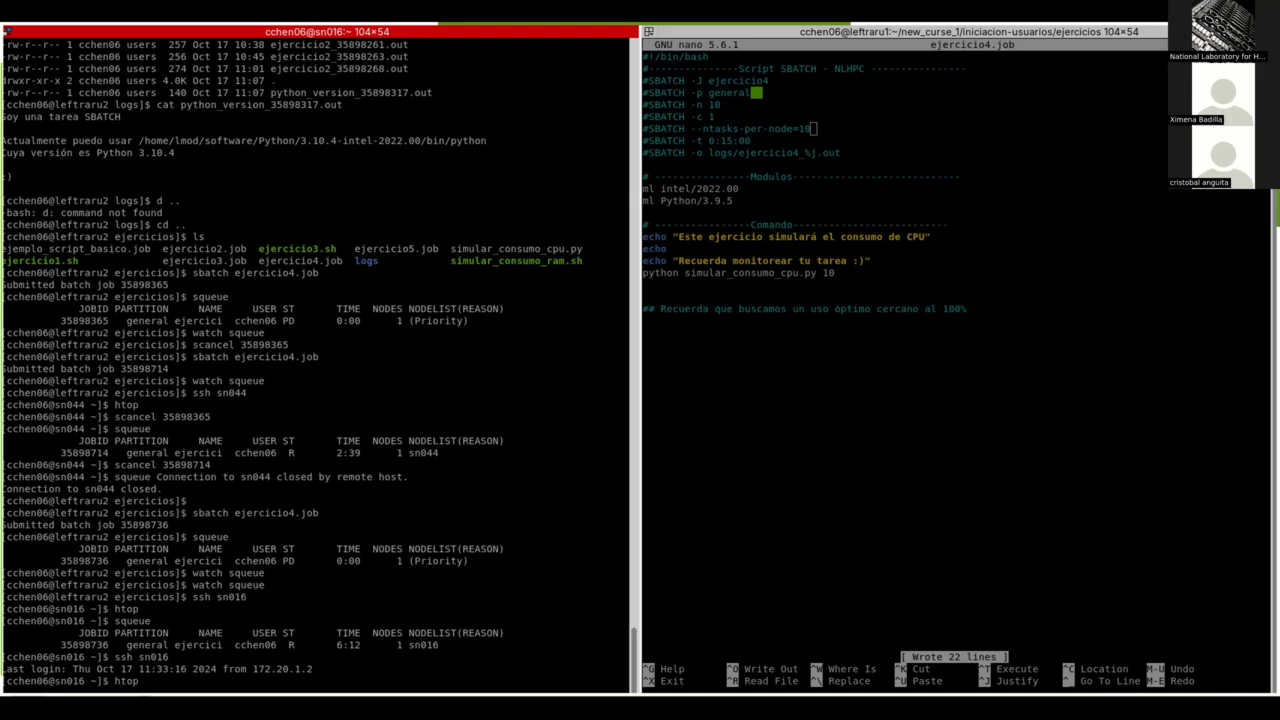 cchen06@sn016:~ 104×54
-rw-r--r-- 1 cchen06 users  257 Oct 17 10:38 ejercicio2_35898261.out
-rw-r--r-- 1 cchen06 users  256 Oct 17 10:45 ejercicio2_35898263.out
-rw-r--r-- 1 cchen06 users  274 Oct 17 11:01 ejercicio2_35898268.out
drwxr-xr-x 2 cchen06 users 4.0K Oct 17 11:07 .
-rw-r--r-- 1 cchen06 users  140 Oct 17 11:07 python_version_35898317.out
[cchen06@leftraru2 logs]$ cat python_version_35898317.out
Soy una tarea SBATCH
Actualmente puedo usar /home/lmod/software/Python/3.10.4-intel-2022.00/bin/python
Cuya versión es Python 3.10.4
:)
[cchen06@leftraru2 logs]$ d ..
-bash: d: command not found
[cchen06@leftraru2 logs]$ cd ..
[cchen06@leftraru2 ejercicios]$ ls
ejemplo_script_basico.job  ejercicio2.job  ejercicio3.sh   ejercicio5.job  simular_consumo_cpu.py
ejercicio1.sh              ejercicio3.job  ejercicio4.job  logs            simular_consumo_ram.sh
[cchen06@leftraru2 ejercicios]$ sbatch ejercicio4.job
Submitted batch job 35898365
[cchen06@leftraru2 ejercicios]$ squeue
JOBID PARTITION     NAME     USER ST       TIME  NODES NODELIST(REASON)
35898365   general ejercici  cchen06 PD       0:00      1 (Priority)
[cchen06@leftraru2 ejercicios]$ watch squeue
[cchen06@leftraru2 ejercicios]$ scancel 35898365
[cchen06@leftraru2 ejercicios]$ sbatch ejercicio4.job
Submitted batch job 35898714
[cchen06@leftraru2 ejercicios]$ watch squeue
[cchen06@leftraru2 ejercicios]$ ssh sn044
[cchen06@sn044 ~]$ htop
[cchen06@sn044 ~]$ scancel 35898365
[cchen06@sn044 ~]$ squeue
JOBID PARTITION     NAME     USER ST       TIME  NODES NODELIST(REASON)
35898714   general ejercici  cchen06  R       2:39      1 sn044
[cchen06@sn044 ~]$ scancel 35898714
[cchen06@sn044 ~]$ squeue Connection to sn044 closed by remote host.
Connection to sn044 closed.
[cchen06@leftraru2 ejercicios]$
[cchen06@leftraru2 ejercicios]$ sbatch ejercicio4.job
Submitted batch job 35898736
[cchen06@leftraru2 ejercicios]$ squeue
JOBID PARTITION     NAME     USER ST       TIME  NODES NODELIST(REASON)
35898736   general ejercici  cchen06 PD       0:00      1 (Priority)
[cchen06@leftraru2 ejercicios]$ watch squeue
[cchen06@leftraru2 ejercicios]$ watch squeue
[cchen06@leftraru2 ejercicios]$ ssh sn016
[cchen06@sn016 ~]$ htop
[cchen06@sn016 ~]$ squeue
JOBID PARTITION     NAME     USER ST       TIME  NODES NODELIST(REASON)
35898736   general ejercici  cchen06  R       6:12      1 sn016
[cchen06@sn016 ~]$ ssh sn016
Last login: Thu Oct 17 11:33:16 2024 from 172.20.1.2
[cchen06@sn016 ~]$ htop
cchen06@leftraru1:~/new_curse_1/iniciacion-usuarios/ejercicios 104×54
GNU nano 5.6.1                    ejercicio4.job
#!/bin/bash
#---------------Script SBATCH - NLHPC ---------------
#SBATCH -J ejercicio4
#SBATCH -p general
#SBATCH -n 10
#SBATCH -c 1
#SBATCH --ntasks-per-node=10
#SBATCH -t 0:15:00
#SBATCH -o logs/ejercicio4_%j.out
# ---------------Modulos----------------------------
ml intel/2022.00
ml Python/3.9.5
# ---------------Comando--------------------------
echo "Este ejercicio simulará el consumo de CPU"
echo
echo "Recuerda monitorear tu tarea :)"
python simular_consumo_cpu.py 10
## Recuerda que buscamos un uso óptimo cercano al 100%
[ Wrote 22 lines ]
^G Help  ^O Write Out  ^W Where Is  ^K Cut  ^T Execute  ^C Location  M-U Undo
^X Exit  ^R Read File  ^\ Replace  ^U Paste  ^J Justify  ^_ Go To Line  M-E Redo
National Laboratory for H...
Ximena Badilla
cristobal anguita